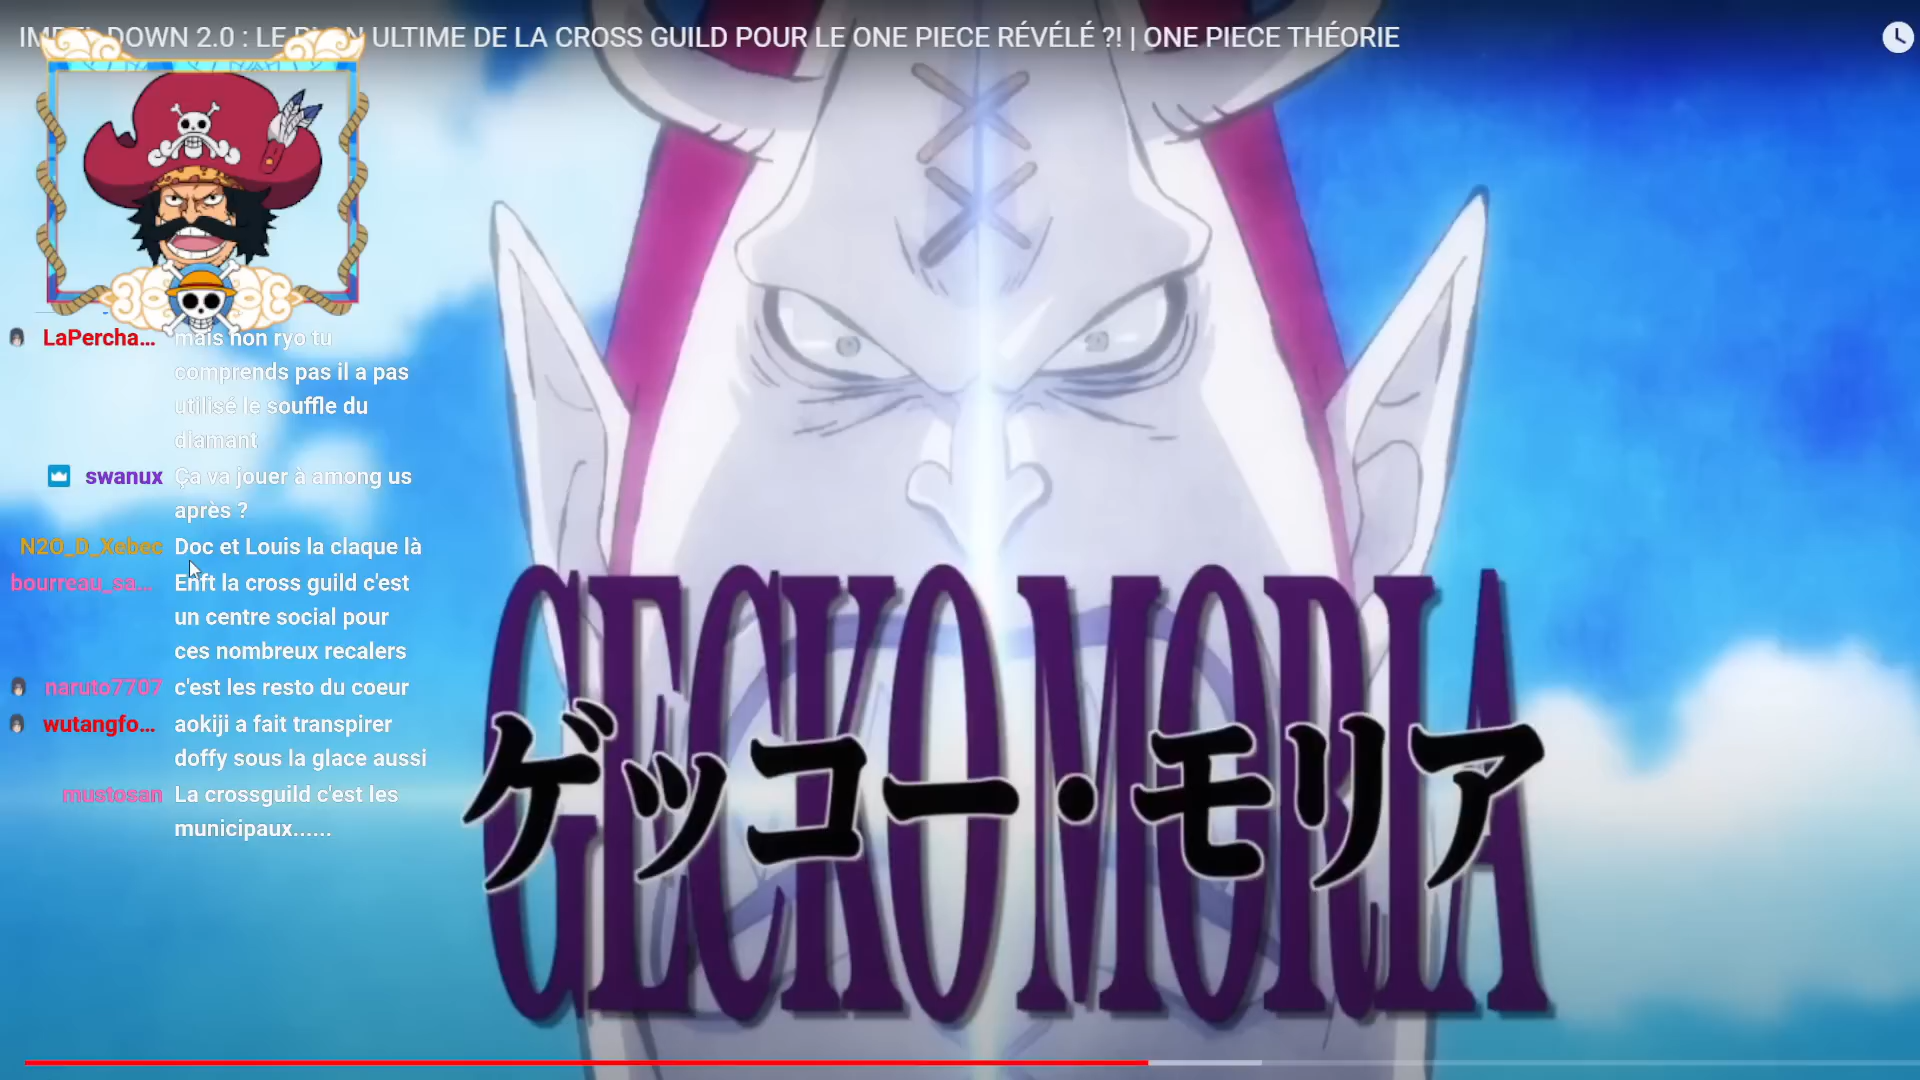 DOWN 2.0 : LE ULTIME DE LA CROSS GUILD POUR LE ONE PIECE RÉVÉLÉ ?! | ONE PIECE THÉORIE
LaPercha... mais non ryo tu
comprends pas il a pas
utilisé le souffle du
diamant
swanux Ça va jouer à among us
après ?
N2O_D_Xebec Doc et Louis la claque là
bourreau_sa... Enft la cross guild c'est
un centre social pour
ces nombreux recalers
naruto7707 c'est les resto du coeur
wutangfo... aokiji a fait transpirer
doffy sous la glace aussi
mustosan La crossguild c'est les
municipaux......
GECKO MORIA
ゲッコー・モリア